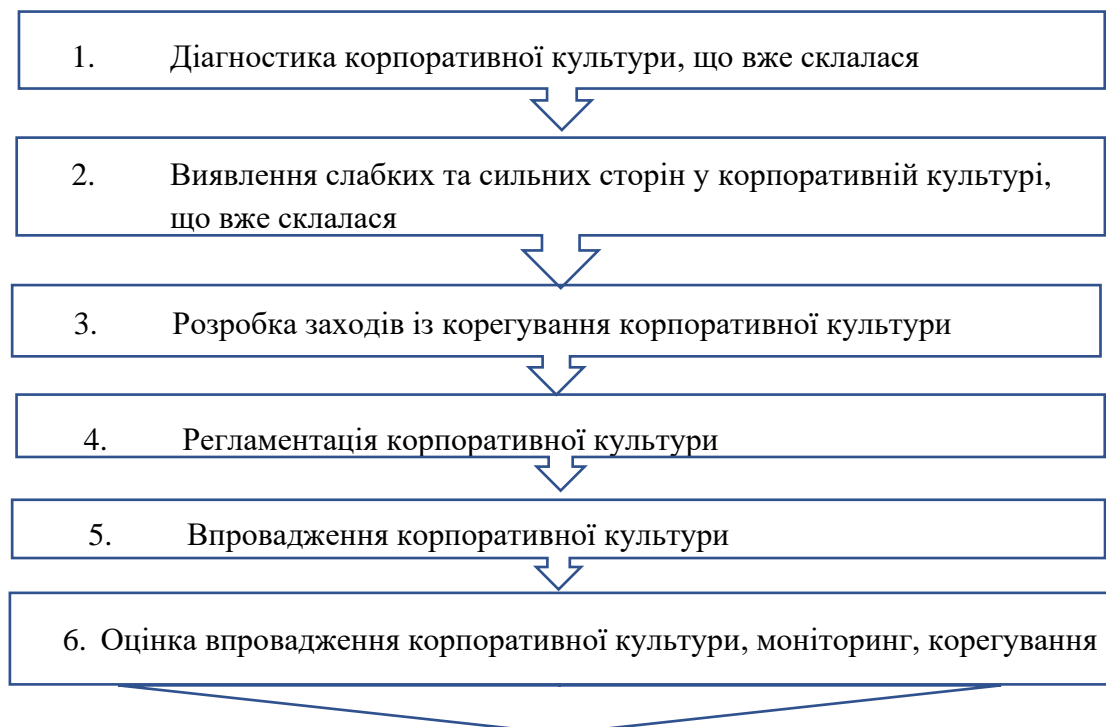 1. Діагностика корпоративної культури, що вже склалася
2. Виявлення слабких та сильних сторін у корпоративній культурі,
що вже склалася
3. Розробка заходів із корегування корпоративної культури
4. Регламентація корпоративної культури
5. Впровадження корпоративної культури
6. Оцінка впровадження корпоративної культури, моніторинг, корегування